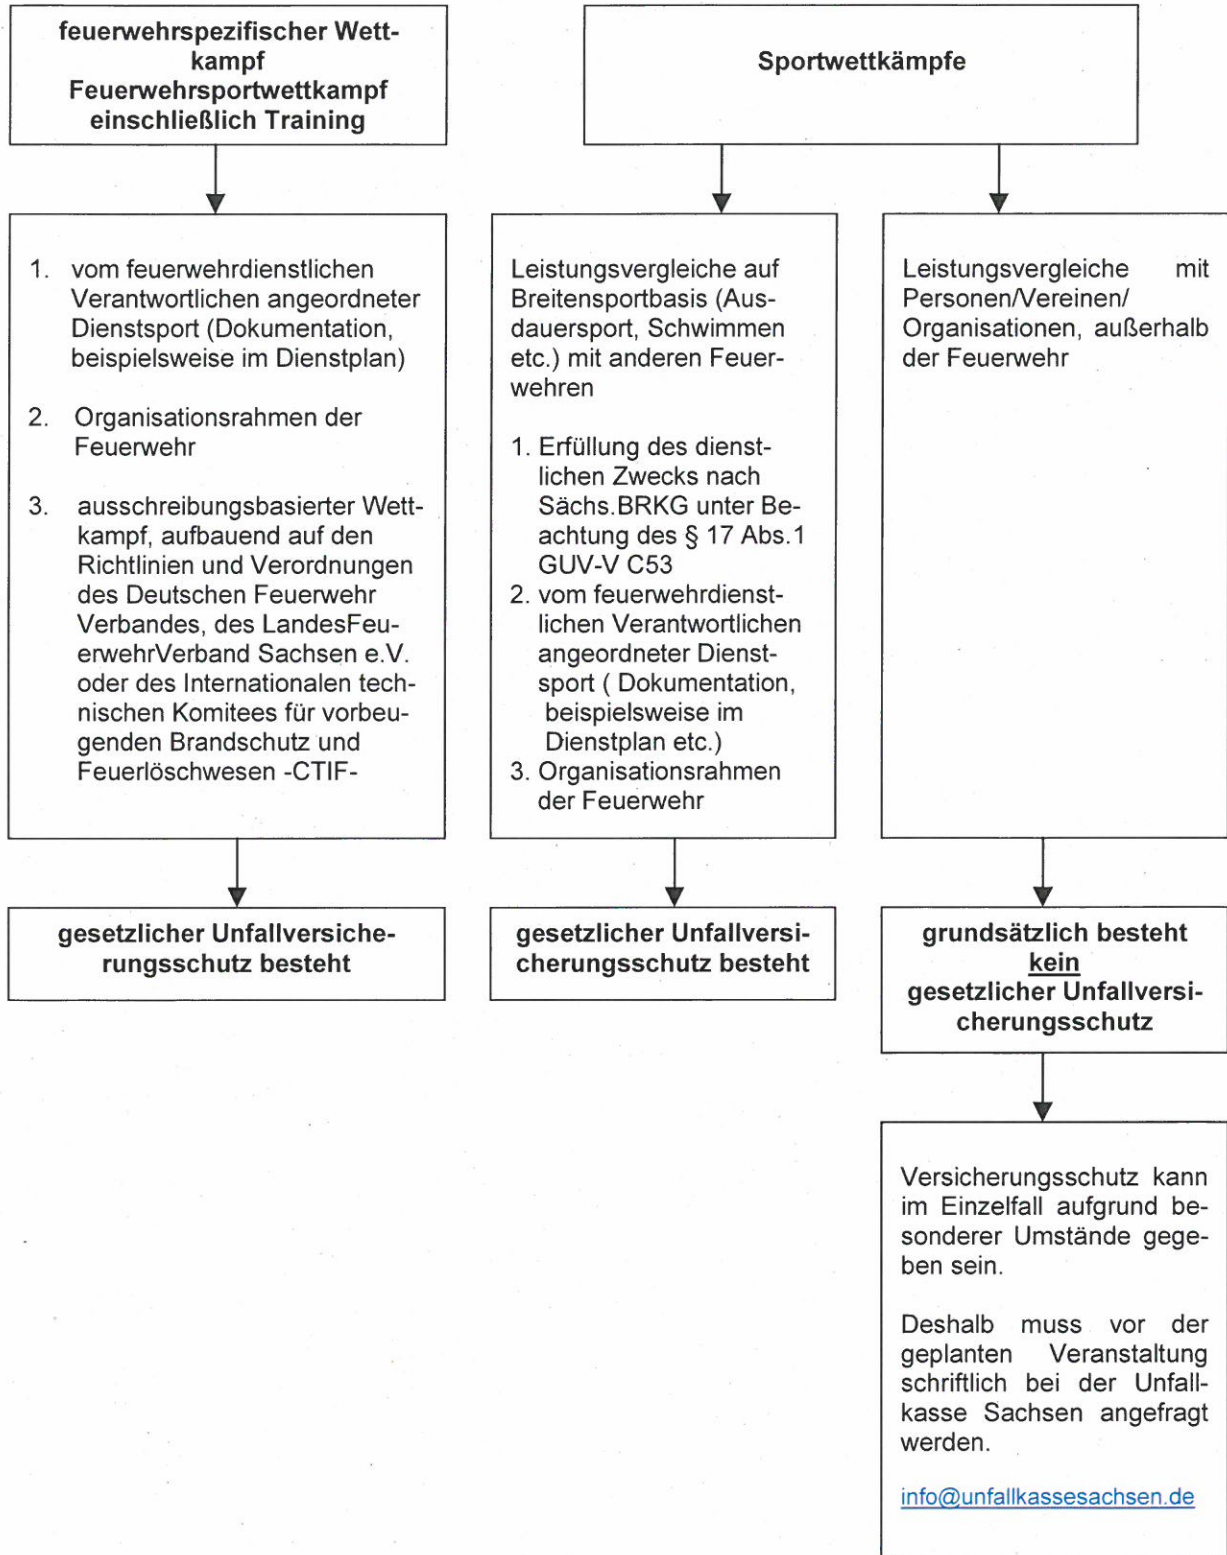 feuerwehrspezifischer Wett-
kampf
Feuerwehrsportwettkampf
einschließlich Training
Sportwettkämpfe
1. vom feuerwehrdienstlichen
Verantwortlichen angeordneter
Dienstsport (Dokumentation,
beispielsweise im Dienstplan)
2. Organisationsrahmen der
Feuerwehr
3. ausschreibungsbasierter Wett-
kampf, aufbauend auf den
Richtlinien und Verordnungen
des Deutschen Feuerwehr
Verbandes, des LandesFeu-
erwehrVerband Sachsen e.V.
oder des Internationalen tech-
nischen Komitees für vorbeu-
genden Brandschutz und
Feuerlöschwesen -CTIF-
Leistungsvergleiche auf
Breitensportbasis (Aus-
dauersport, Schwimmen
etc.) mit anderen Feuer-
wehren
1. Erfüllung des dienst-
lichen Zwecks nach
Sächs.BRKG unter Be-
achtung des § 17 Abs.1
GUV-V C53
2. vom feuerwehrdienst-
lichen Verantwortlichen
angeordneter Dienst-
sport ( Dokumentation,
beispielsweise im
Dienstplan etc.)
3. Organisationsrahmen
der Feuerwehr
Leistungsvergleiche mit
Personen/Vereinen/
Organisationen, außerhalb
der Feuerwehr
gesetzlicher Unfallversiche-
rungsschutz besteht
gesetzlicher Unfallversi-
cherungsschutz besteht
grundsätzlich besteht
kein
gesetzlicher Unfallversi-
cherungsschutz
Versicherungsschutz kann
im Einzelfall aufgrund be-
sonderer Umstände gege-
ben sein.
Deshalb muss vor der
geplanten Veranstaltung
schriftlich bei der Unfall-
kasse Sachsen angefragt
werden.
info@unfallkassesachsen.de